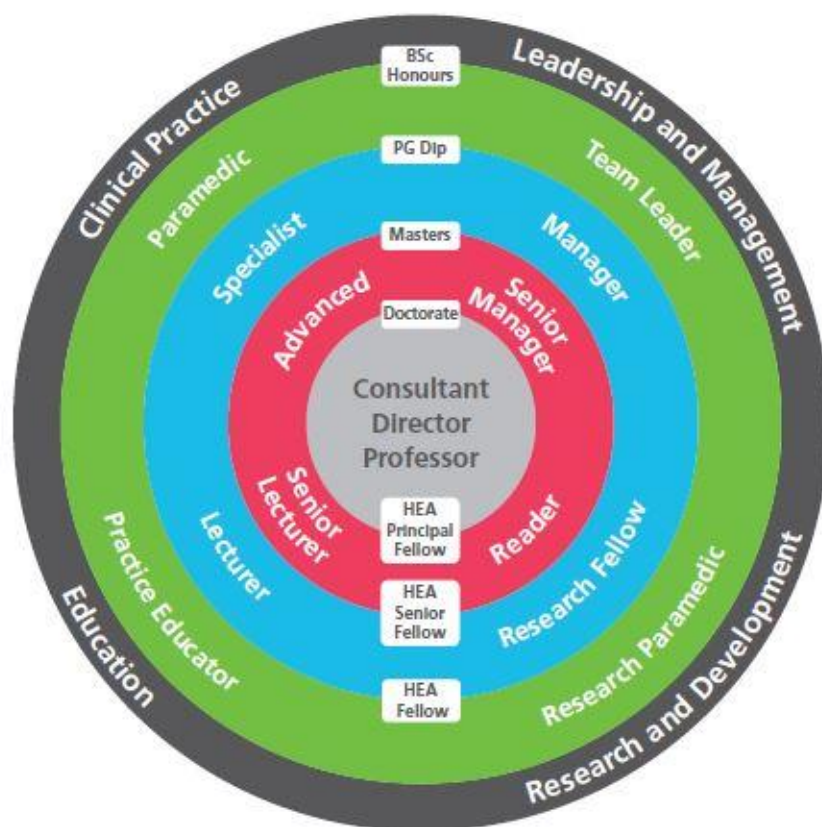 BSc
Honours
Clinical Practice
Leadership and Management
Paramedic
Team Leader
PG Dip
Specialist
Manager
Masters
Advanced
Senior
Manager
Doctorate
Consultant
Director
Professor
HEA
Principal
Fellow
Senior
Lecturer
Reader
HEA
Senior
Fellow
Lecturer
Research Fellow
HEA
Fellow
Practice Educator
Research Paramedic
Education
Research and Development